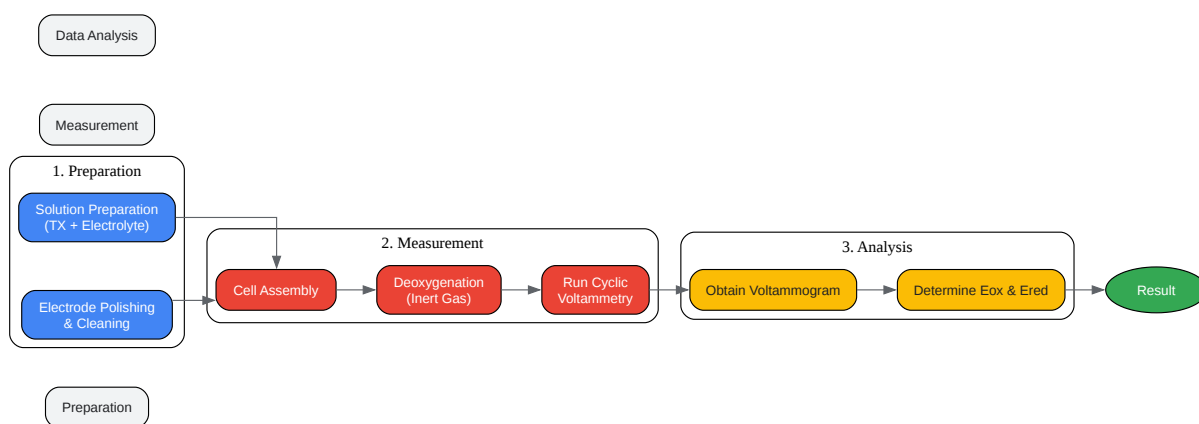 Data Analysis
Measurement
1. Preparation
Solution Preparation
(TX + Electrolyte)
Electrode Polishing
& Cleaning
2. Measurement
Cell Assembly
Deoxygenation
(Inert Gas)
Run Cyclic
Voltammetry
3. Analysis
Obtain Voltammogram
Determine Eox & Ered
Result
Preparation